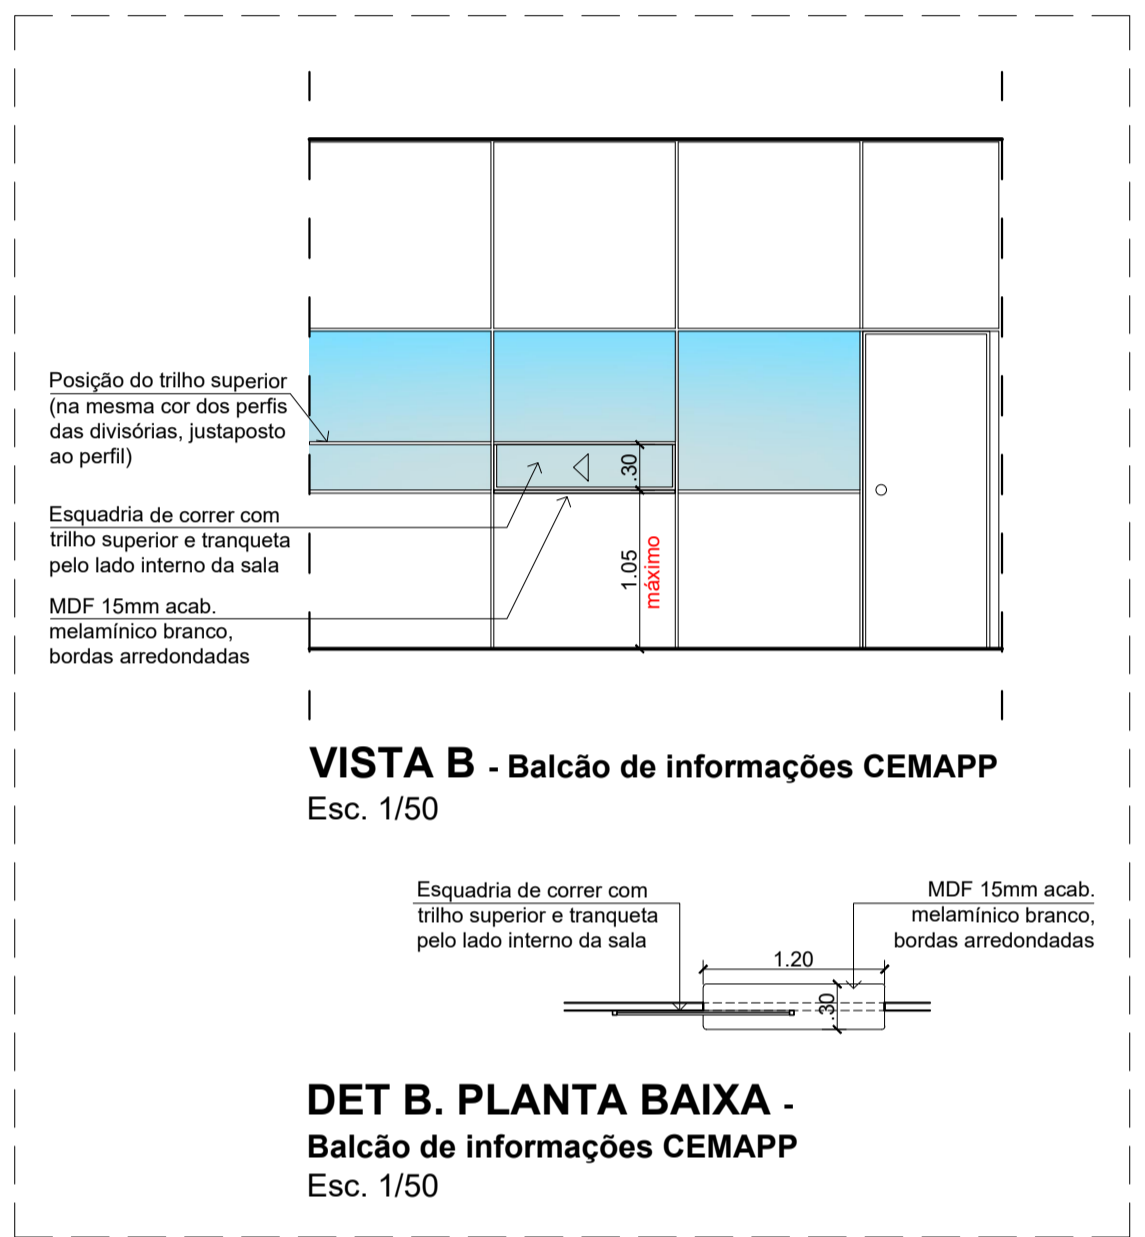 Posição do trilho superior
(na mesma cor dos perfis
das divisórias, justaposto
ao perfil)
.30
Esquadria de correr com
trilho superior e tranqueta
pelo lado interno da sala
1.05
máximo
MDF 15mm acab.
melamínico branco,
bordas arredondadas
VISTA B - Balcão de informações CEMAPP
Esc. 1/50
Esquadria de correr com
trilho superior e tranqueta
pelo lado interno da sala
MDF 15mm acab.
melamínico branco,
bordas arredondadas
1.20
.30
DET B. PLANTA BAIXA -
Balcão de informações CEMAPP
Esc. 1/50